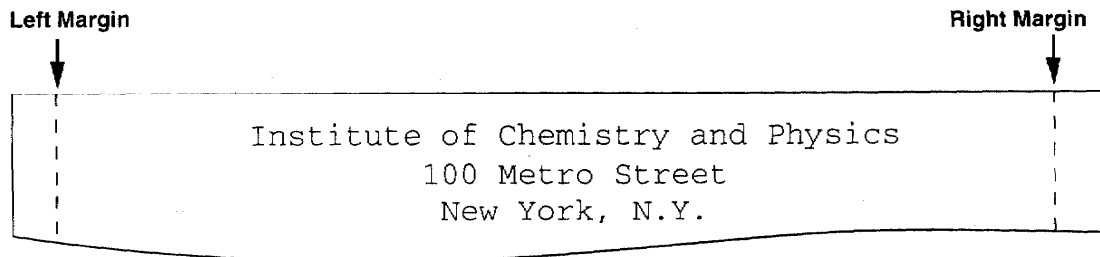 Left Margin
Right Margin
Institute of Chemistry and Physics
100 Metro Street
New York, N.Y.